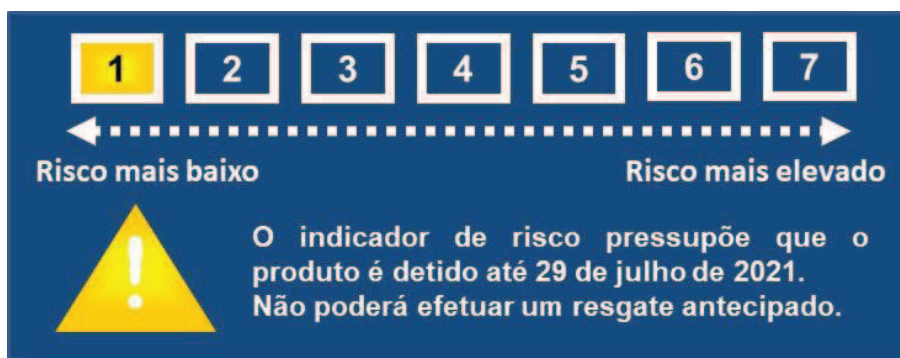 1 2 3 4 5 6 7
Risco mais baixo Risco mais elevado
O indicador de risco pressupõe que o
produto é detido até 29 de julho de 2021.
Não poderá efetuar um resgate antecipado.